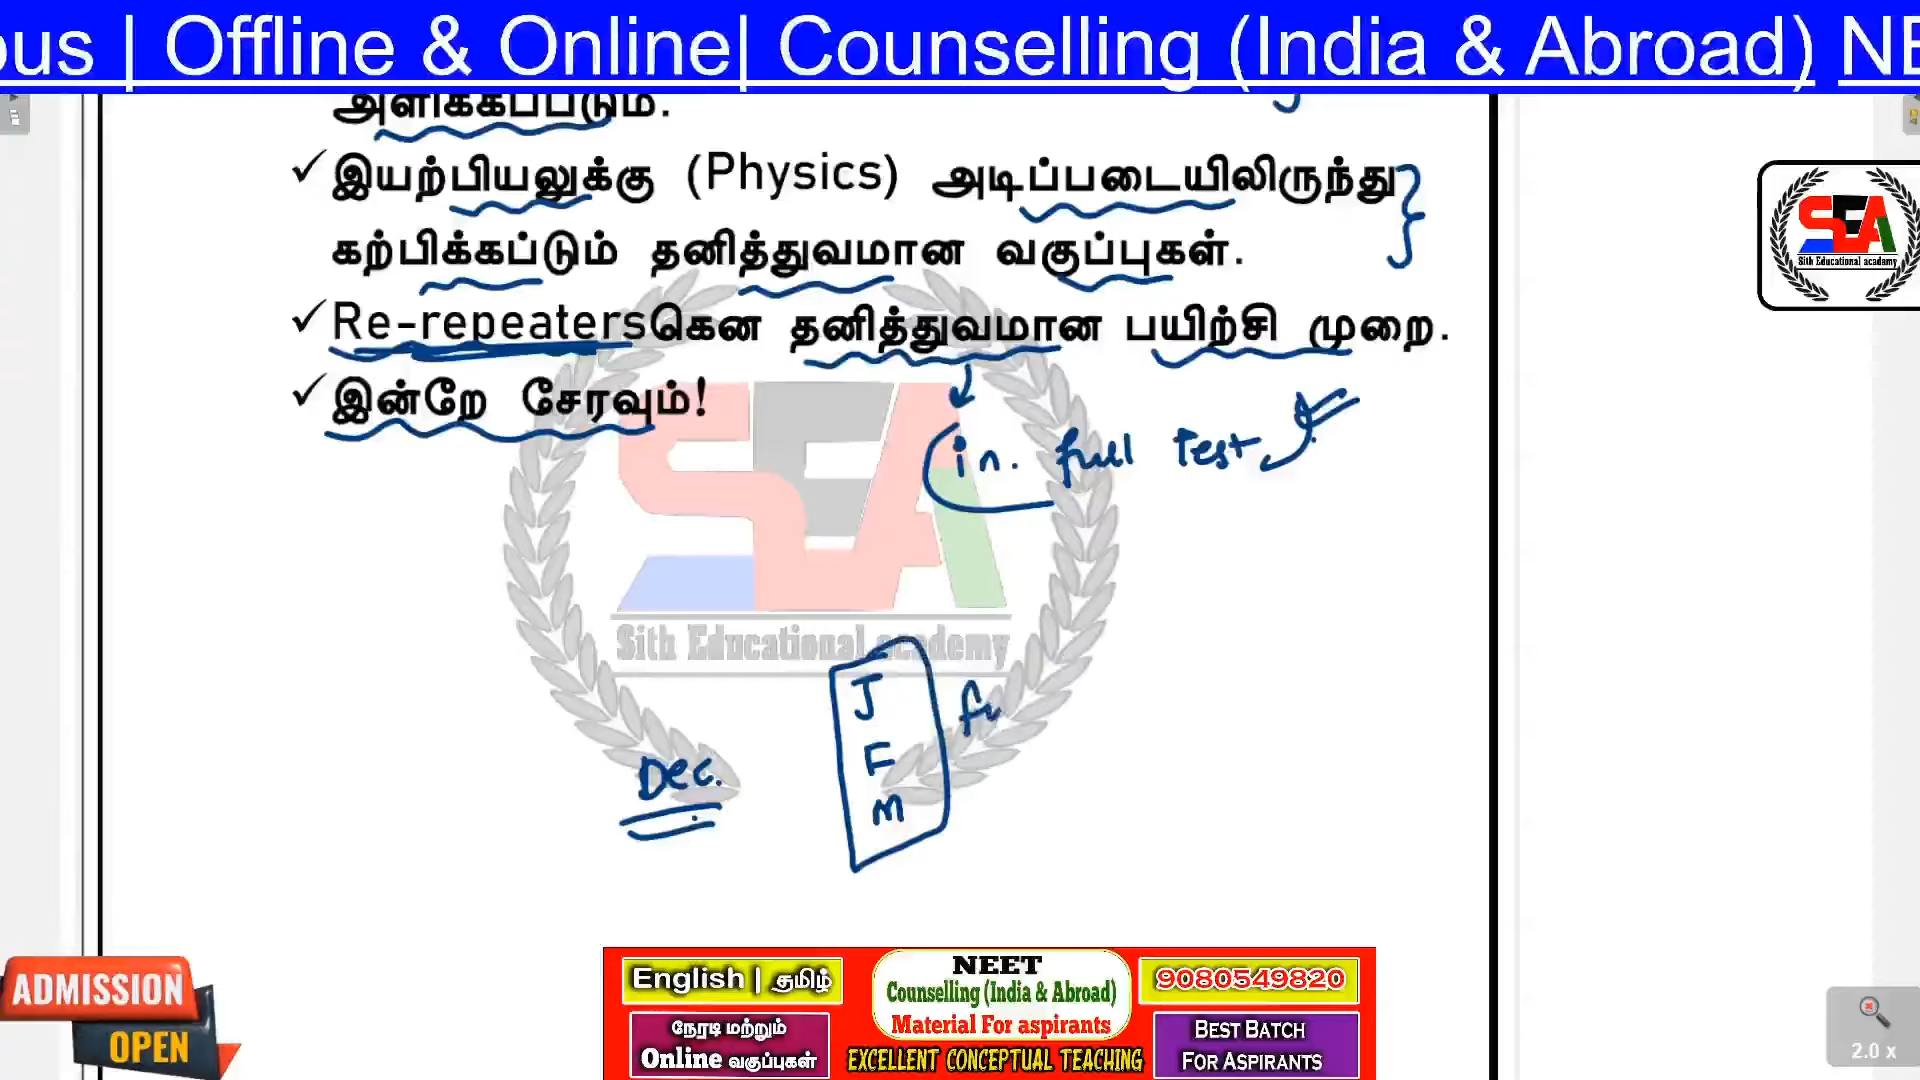 ous | Offline & Online| Counselling (India & Abroad) NE
அளிக்கப்படும்.
✓ இயற்பியலுக்கு (Physics) அடிப்படையிலிருந்து
கற்பிக்கப்படும் தனித்துவமான வகுப்புகள்.
✓ Re-repeatersகென தனித்துவமான பயிற்சி முறை.
✓ இன்றே சேரவும்!
in. full Test
SEA
Sith Educational academy
SEA
Sith Educational academy
J
F
M
Dec.
ADMISSION
OPEN
English | தமிழ்
நேரடி மற்றும்
Online வகுப்புகள்
NEET
Counselling (India & Abroad)
Material For aspirants
EXCELLENT CONCEPTUAL TEACHING
9080549820
BEST BATCH
FOR ASPIRANTS
2.0 x